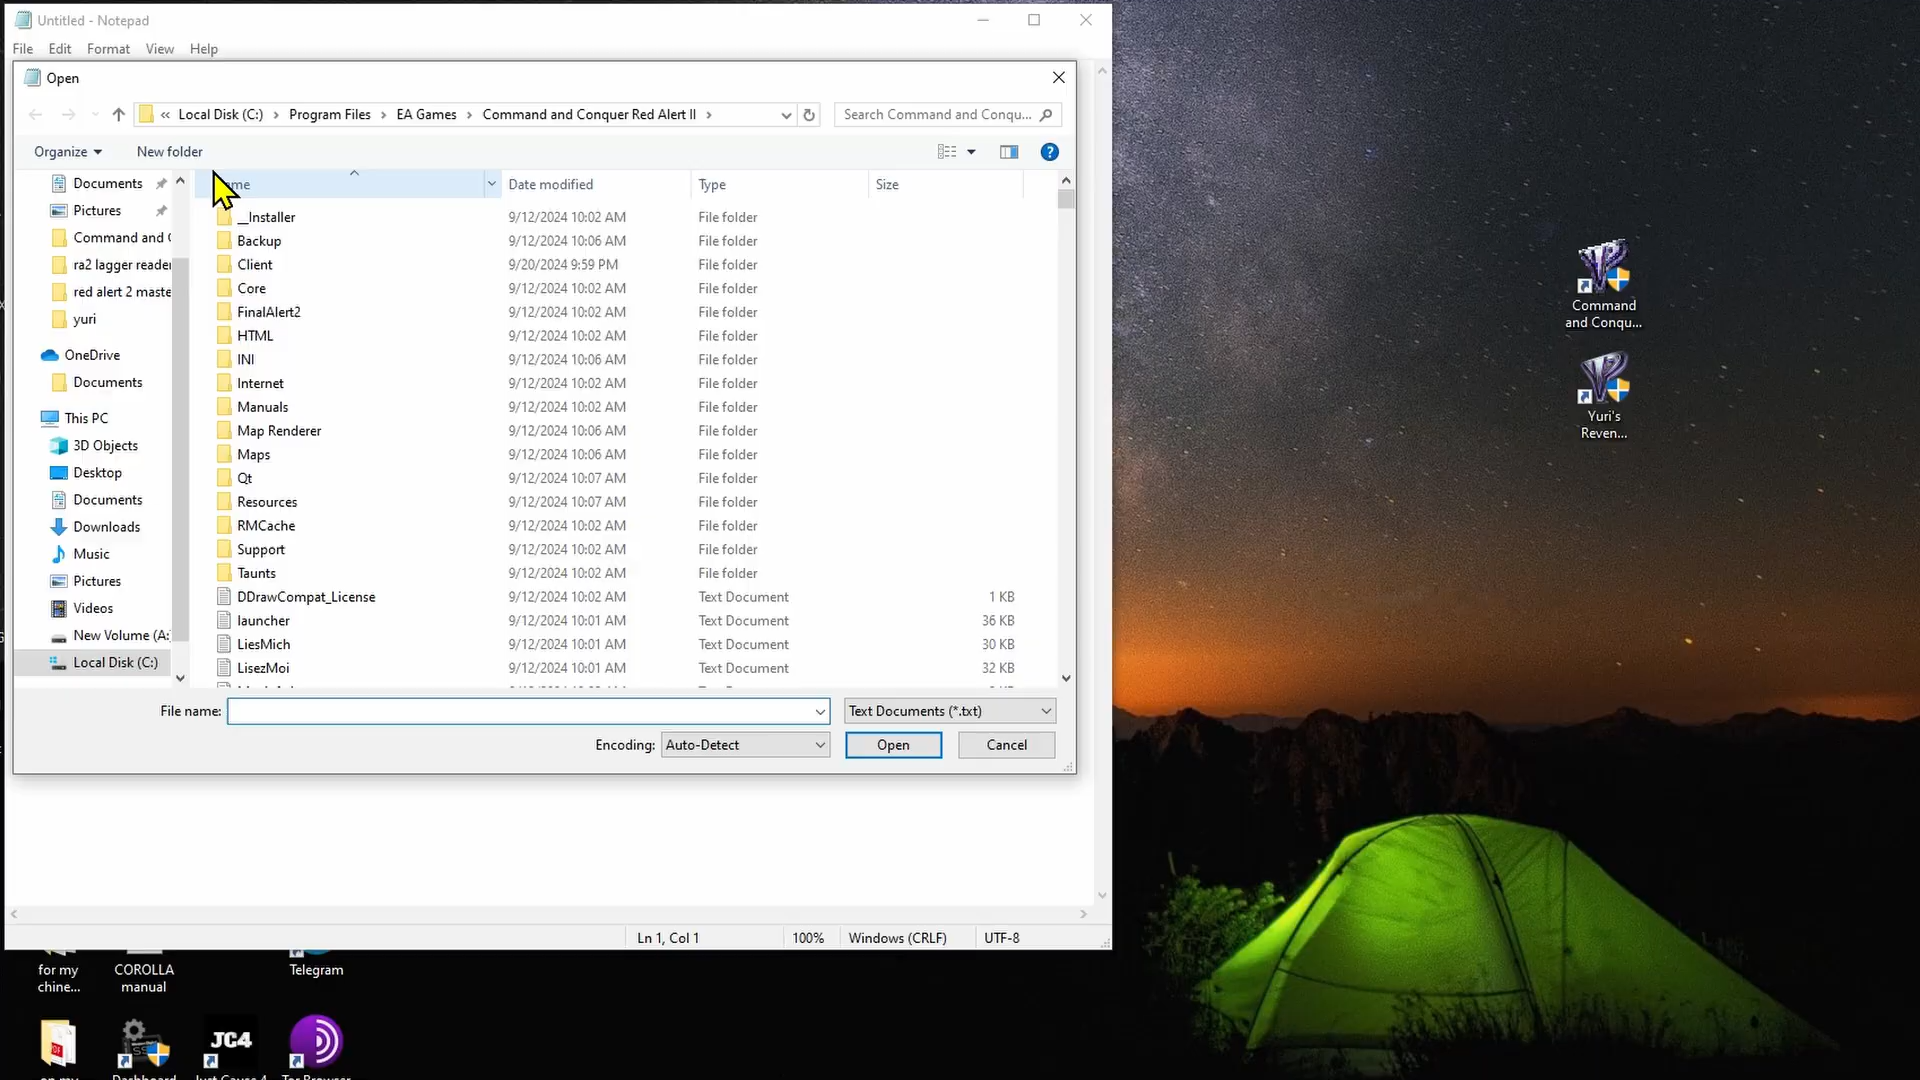 Untitled - Notepad
File Edit Format View Help
Open
« Local Disk (C:) › Program Files › EA Games › Command and Conquer Red Alert II ›
Search Command and Conqu...
Organize New folder
Documents
Pictures
Command and C
ra2 lagger reader
red alert 2 maste
yuri
OneDrive
Documents
This PC
3D Objects
Desktop
Documents
Downloads
Music
Pictures
Videos
New Volume (A:
Local Disk (C:)
Date modified Type Size
__Installer 9/12/2024 10:02 AM File folder
Backup 9/12/2024 10:06 AM File folder
Client 9/20/2024 9:59 PM File folder
Core 9/12/2024 10:02 AM File folder
FinalAlert2 9/12/2024 10:02 AM File folder
HTML 9/12/2024 10:02 AM File folder
INI 9/12/2024 10:06 AM File folder
Internet 9/12/2024 10:02 AM File folder
Manuals 9/12/2024 10:02 AM File folder
Map Renderer 9/12/2024 10:06 AM File folder
Maps 9/12/2024 10:06 AM File folder
Qt 9/12/2024 10:07 AM File folder
Resources 9/12/2024 10:07 AM File folder
RMCache 9/12/2024 10:02 AM File folder
Support 9/12/2024 10:02 AM File folder
Taunts 9/12/2024 10:02 AM File folder
DDrawCompat_License 9/12/2024 10:02 AM Text Document 1 KB
launcher 9/12/2024 10:01 AM Text Document 36 KB
LiesMich 9/12/2024 10:01 AM Text Document 30 KB
LisezMoi 9/12/2024 10:01 AM Text Document 32 KB
File name: Text Documents (*.txt)
Encoding: Auto-Detect Open Cancel
Ln 1, Col 1 100% Windows (CRLF) UTF-8
Command
and Conqu...
Yuri's
Reven...
for my
chine...
COROLLA
manual
Telegram
JC4